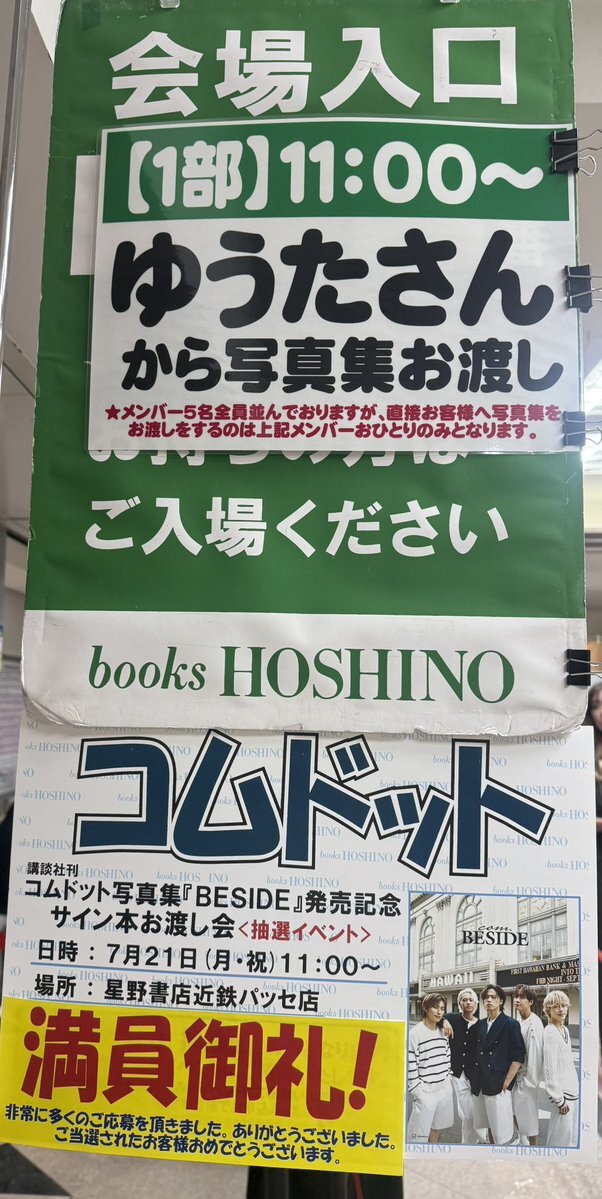 会場入口
【1部】11:00～
ゆうたさん
から写真集お渡し
★メンバー5名全員並んでおりますが、直接お客様へ写真集を
お渡しをするのは上記メンバーおひとりのみとなります。
ご入場ください
books HOSHINO
コムドット
講談社刊
コムドット写真集『BESIDE』発売記念
サイン本お渡し会<抽選イベント>
日時：7月21日(月・祝)11:00～
場所：星野書店近鉄パッセ店
満員御礼!
非常に多くのご応募を頂きました。ありがとうございました。
ご当選されたお客様おめでとうございます。
com.
BESIDE
HAWAII
FIRST HAWAIIAN BANK & MAS
INTO T
FHB NIGHT - SEP